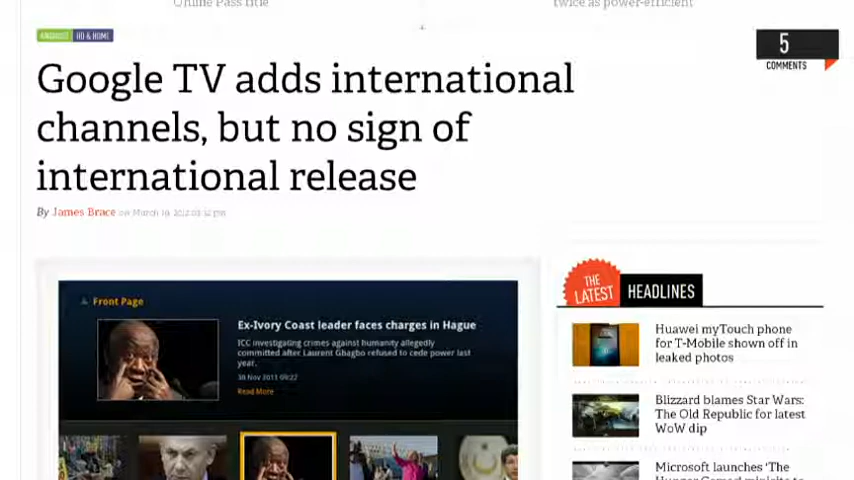 Online Pass title
twice as power-efficient
ANDROID HD & HOME
5
COMMENTS
Google TV adds international
channels, but no sign of
international release
By James Brace on March 19, 2012 03:12 pm
Front Page
Ex-Ivory Coast leader faces charges in Hague
ICC investigating crimes against humanity allegedly
committed after Laurent Gbagbo refused to cede power last
year.
30 Nov 2011 09:27
Read More
THE
LATEST
HEADLINES
Huawei myTouch phone
for T-Mobile shown off in
leaked photos
Blizzard blames Star Wars:
The Old Republic for latest
WoW dip
Microsoft launches 'The